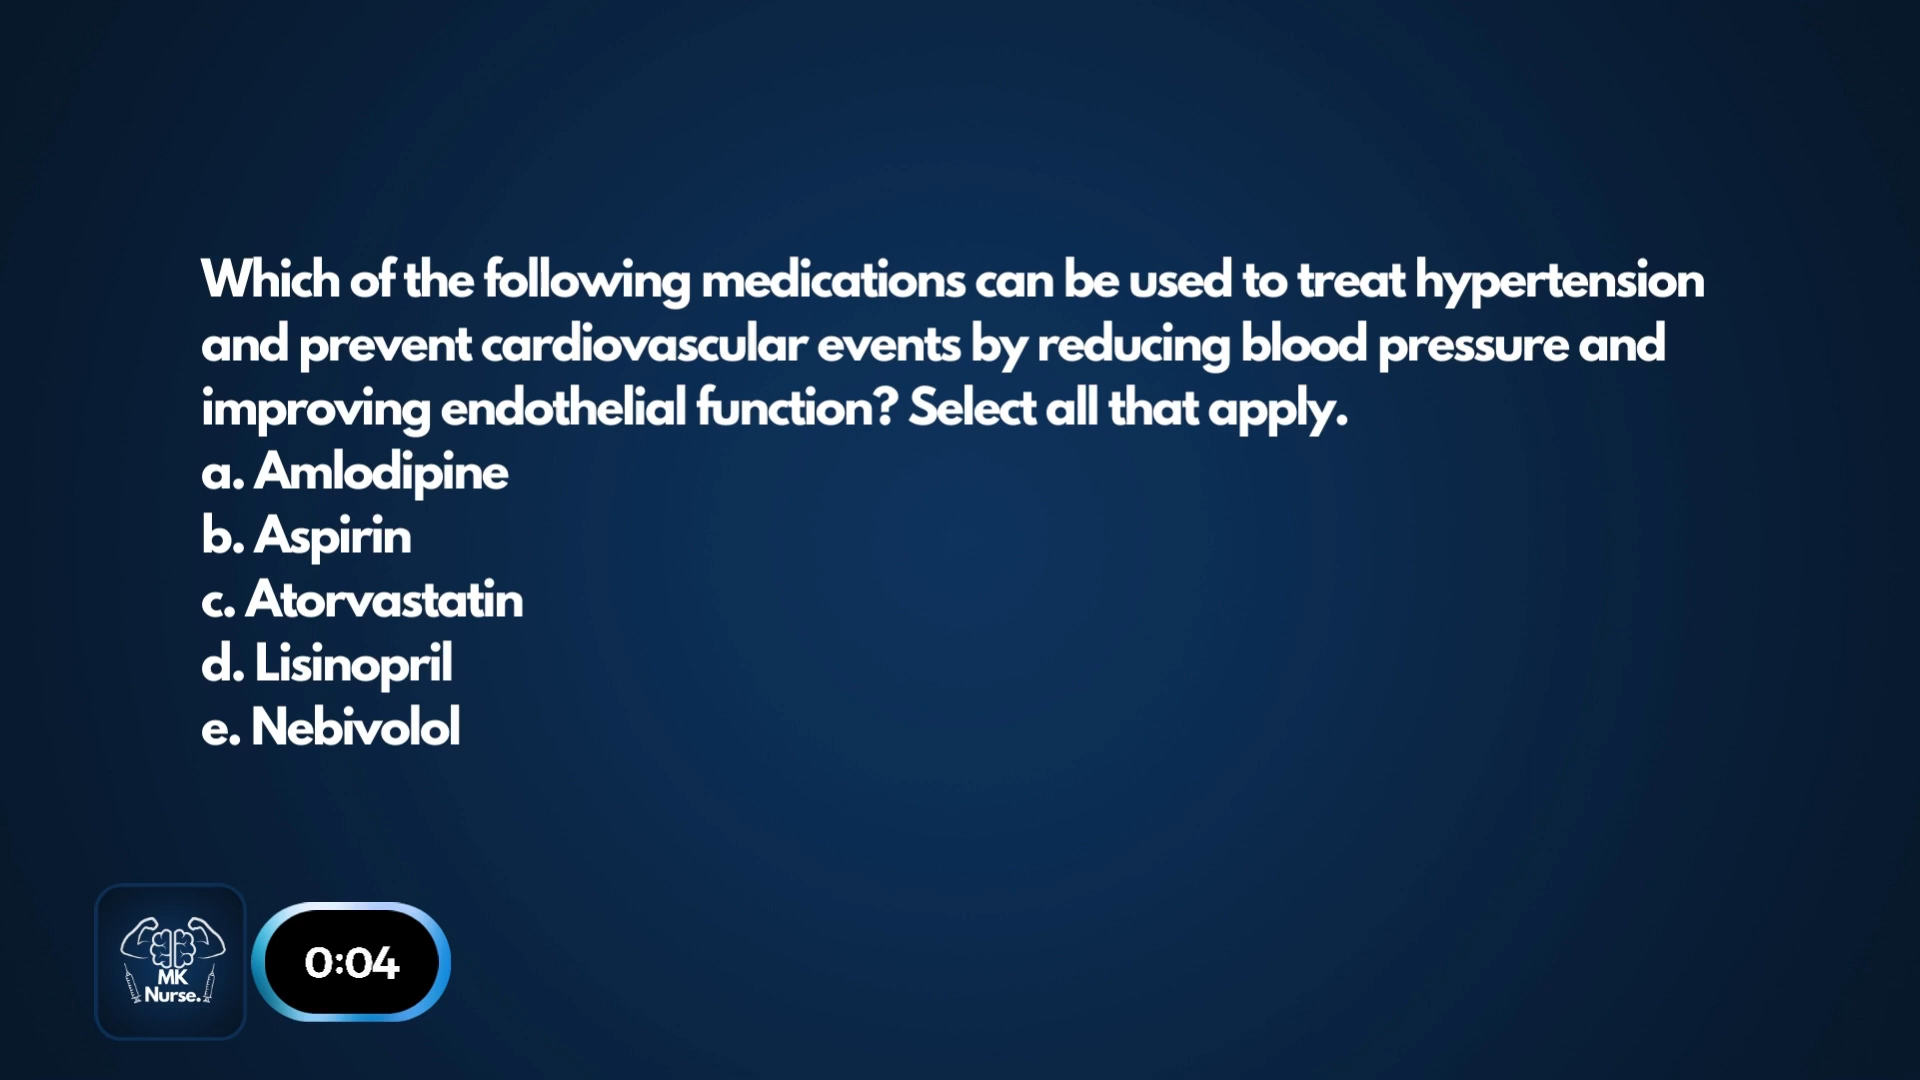 Which of the following medications can be used to treat hypertension
and prevent cardiovascular events by reducing blood pressure and
improving endothelial function? Select all that apply.
a. Amlodipine
b. Aspirin
c. Atorvastatin
d. Lisinopril
e. Nebivolol
MK
Nurse.
0:04